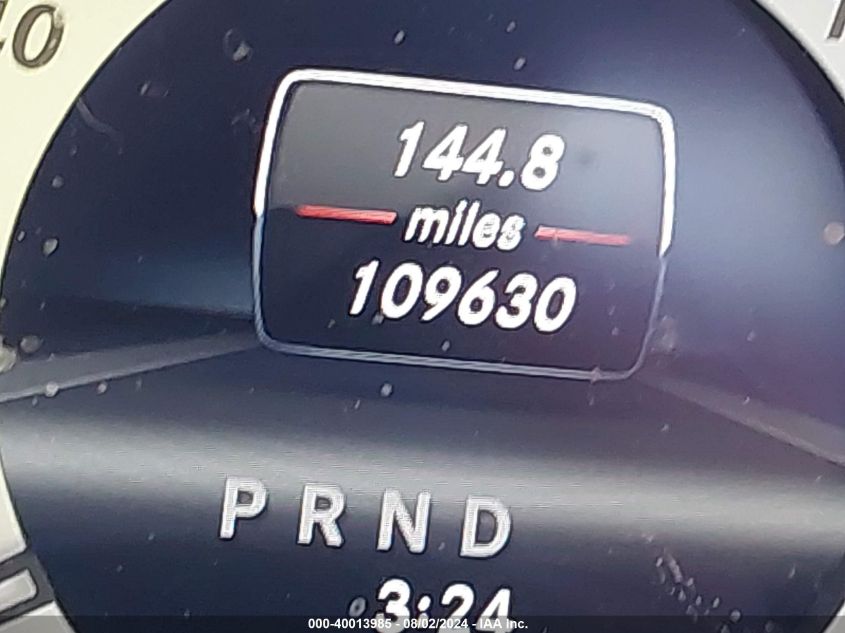 144.8
miles
109630
P R N D
3:24
000-40013985 - 08/02/2024 - IAA Inc.